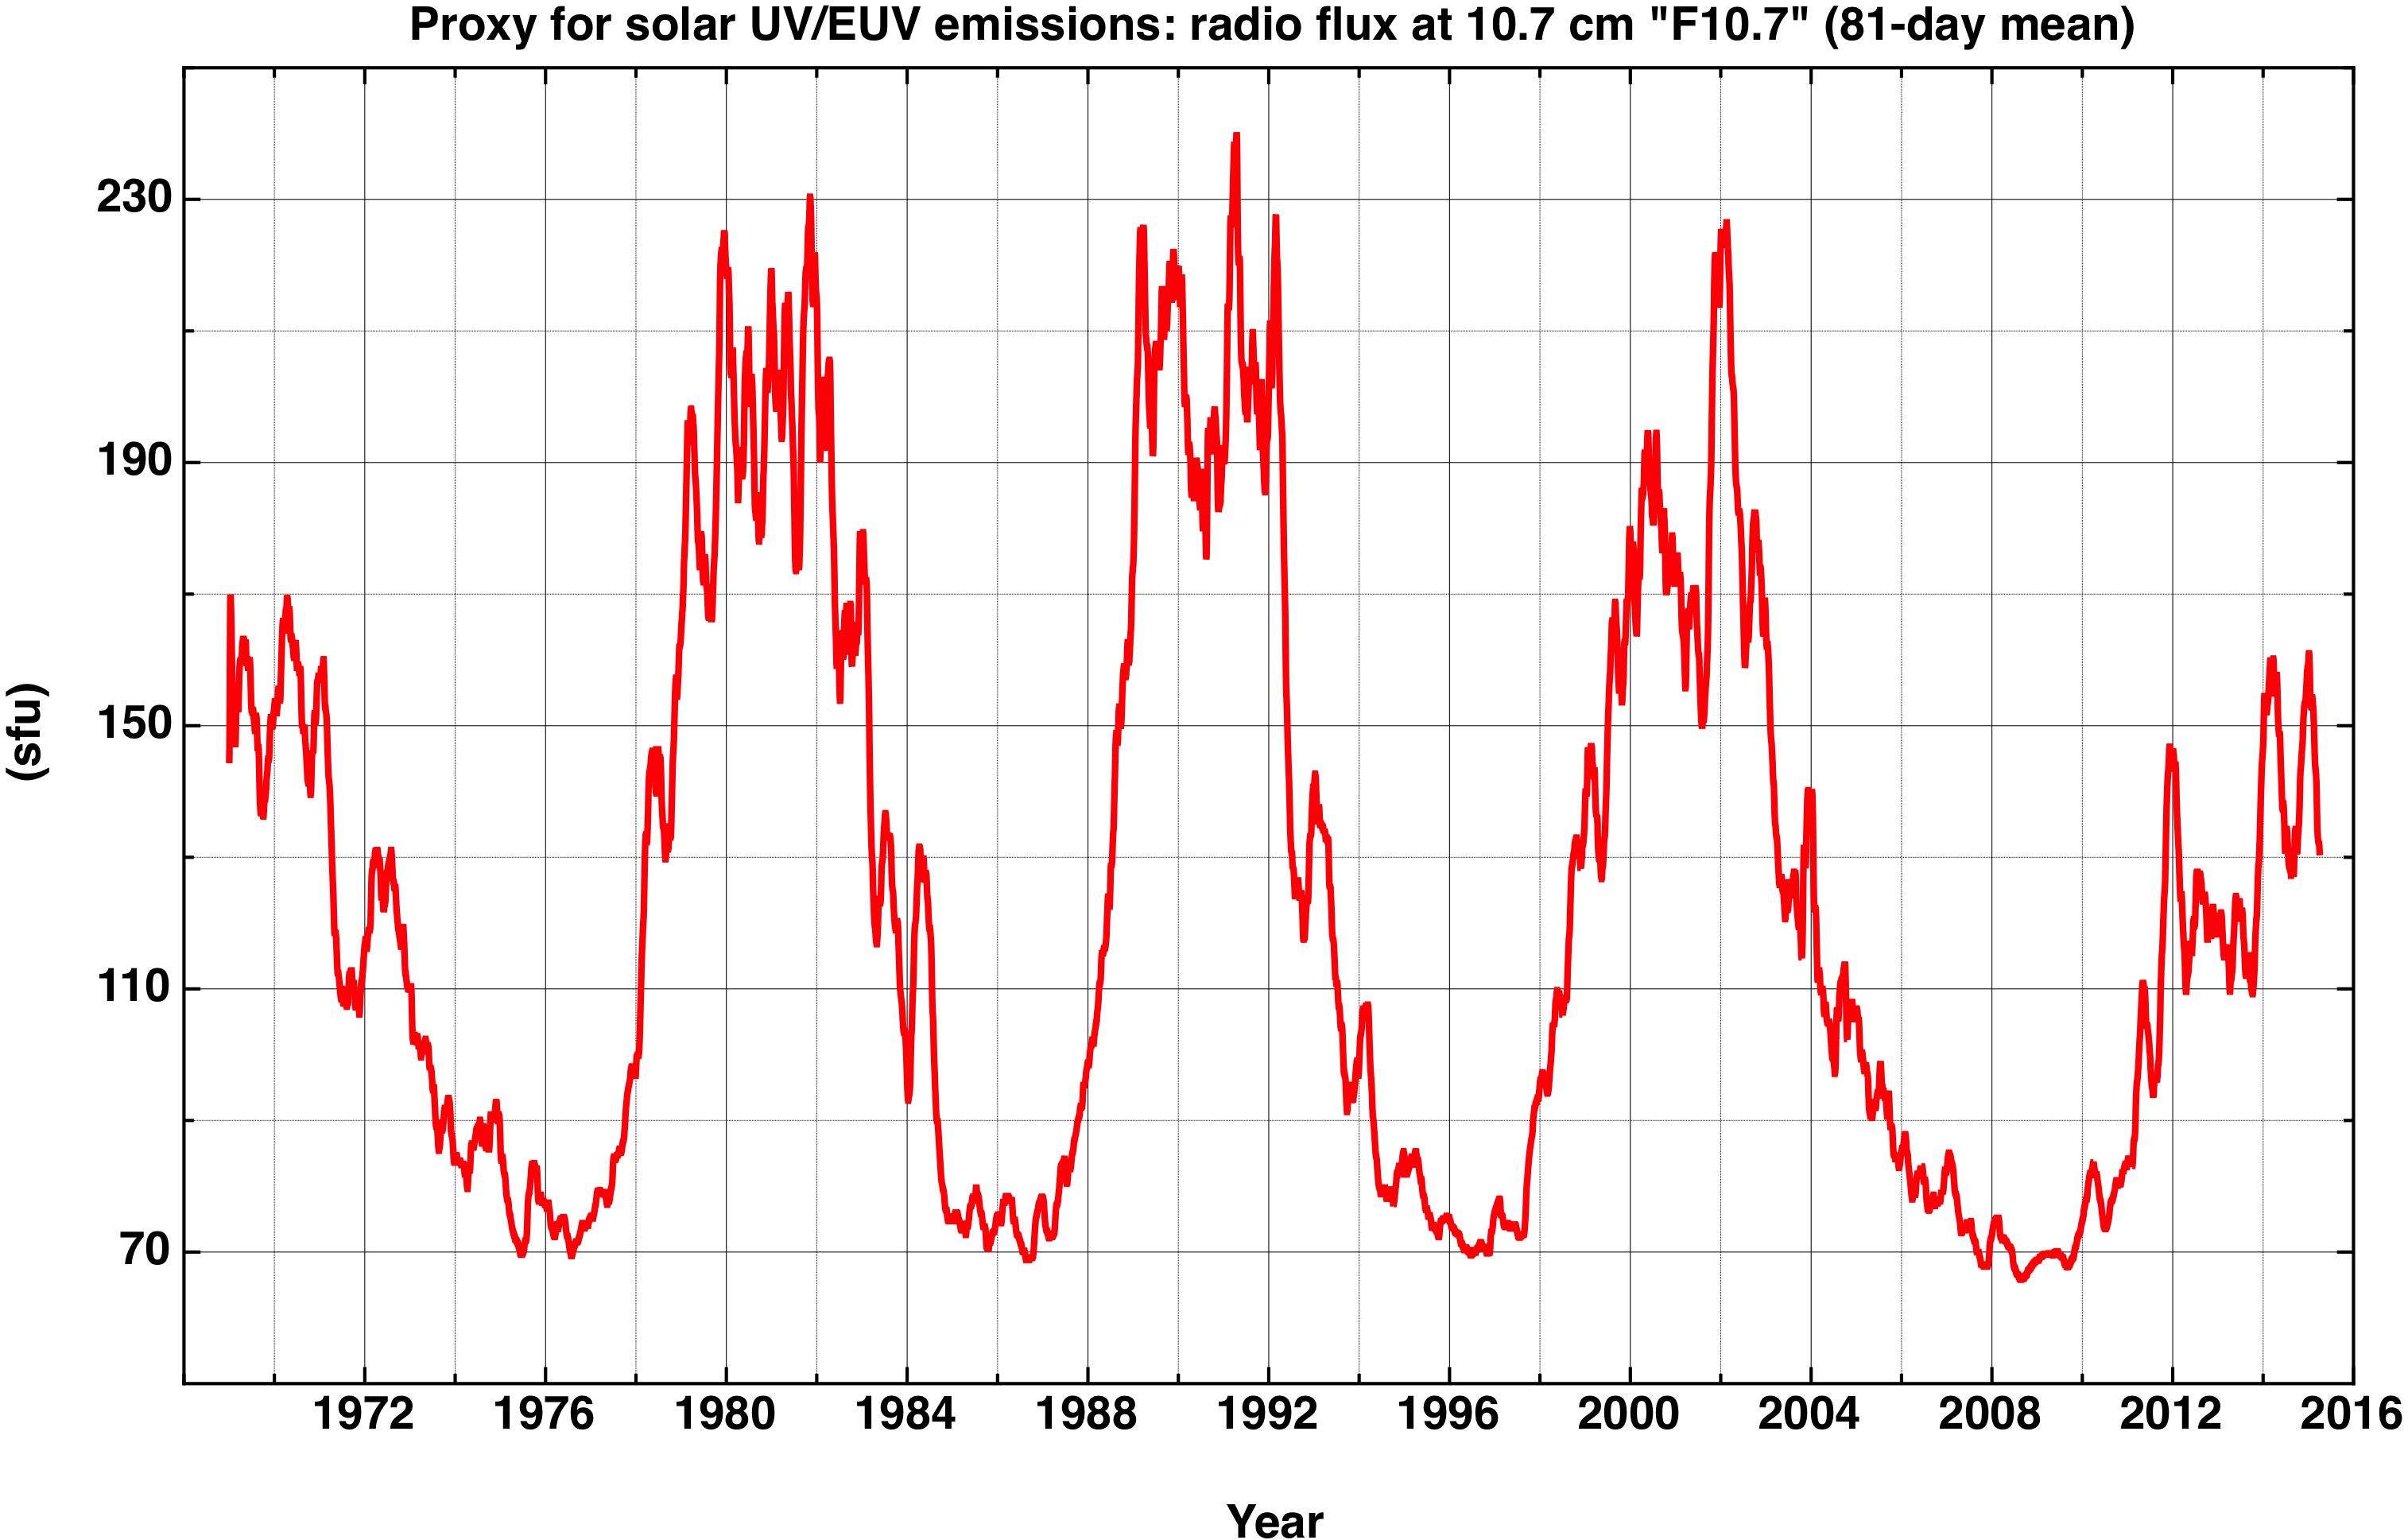 Proxy for solar UV/EUV emissions: radio flux at 10.7 cm "F10.7" (81-day mean)
230
190
150
110
70
(sfu)
1972 1976 1980 1984 1988 1992 1996 2000 2004 2008 2012 2016
Year